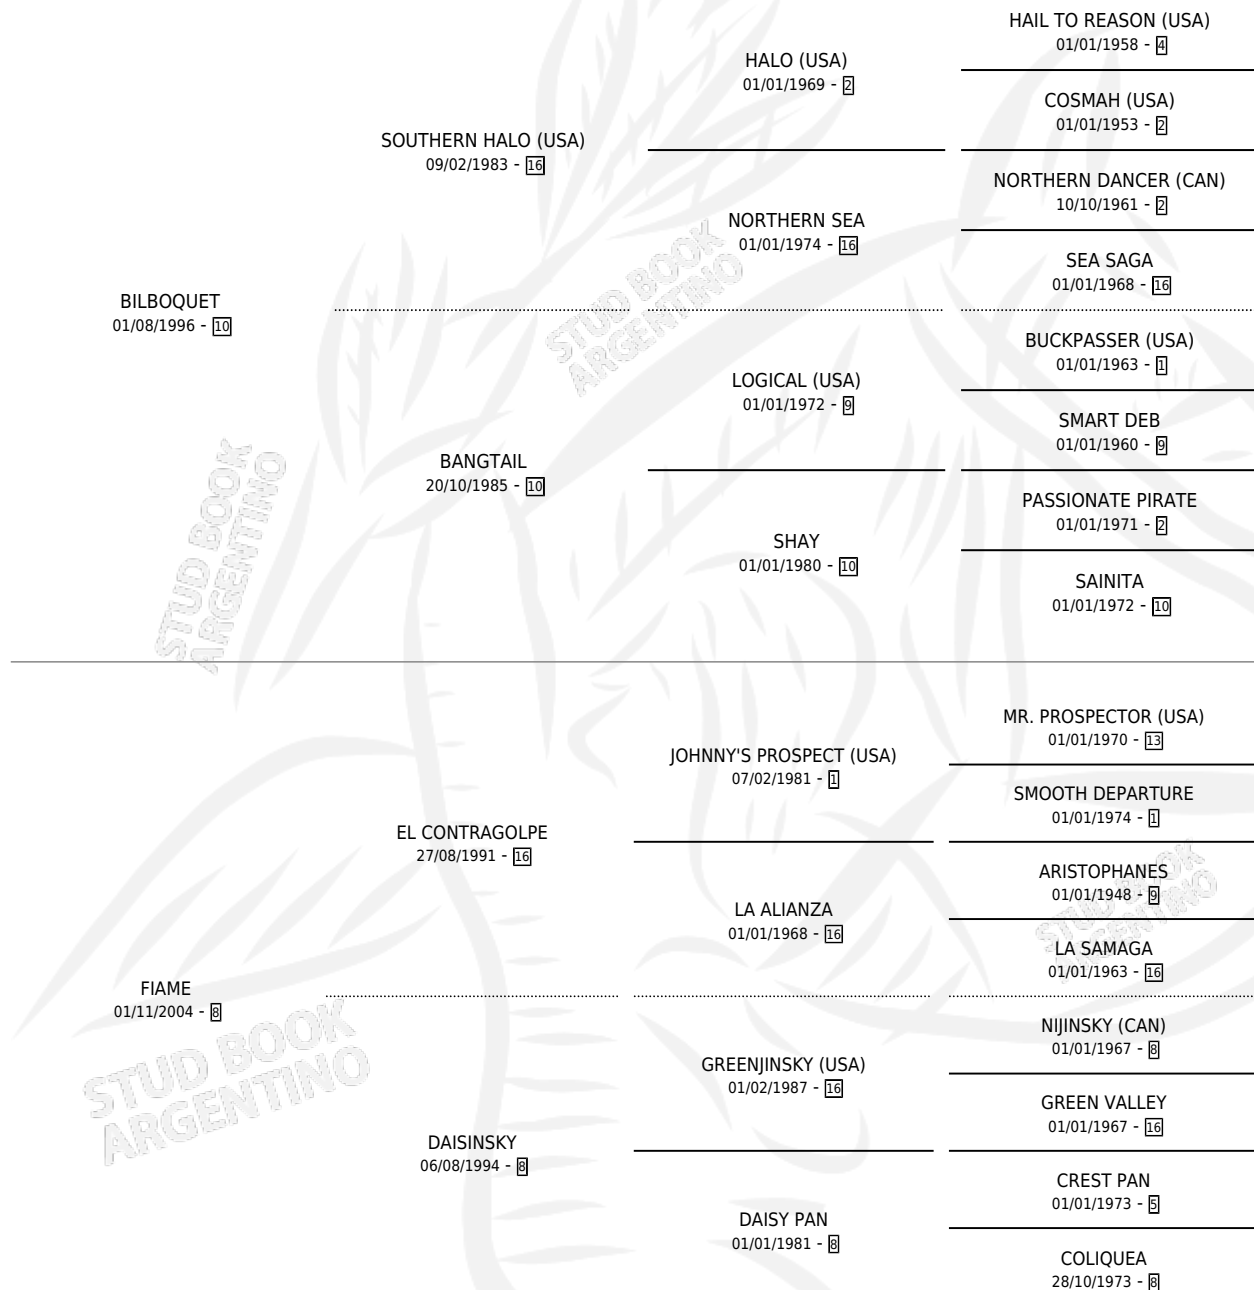 HAIL TO REASON (USA)
01/01/1958 - 4
HALO (USA)
01/01/1969 - 2
COSMAH (USA)
01/01/1953 - 2
SOUTHERN HALO (USA)
09/02/1983 - 16
NORTHERN DANCER (CAN)
10/10/1961 - 2
NORTHERN SEA
01/01/1974 - 16
SEA SAGA
01/01/1968 - 16
BILBOQUET
01/08/1996 - 10
STUD BOOK
ARGENTINO
BUCKPASSER (USA)
01/01/1963 - 1
LOGICAL (USA)
01/01/1972 - 9
SMART DEB
01/01/1960 - 9
BANGTAIL
20/10/1985 - 10
PASSIONATE PIRATE
01/01/1971 - 2
SHAY
01/01/1980 - 10
SAINITA
01/01/1972 - 10
STUD BOOK
ARGENTINO
MR. PROSPECTOR (USA)
01/01/1970 - 13
JOHNNY'S PROSPECT (USA)
07/02/1981 - 1
SMOOTH DEPARTURE
01/01/1974 - 1
EL CONTRAGOLPE
27/08/1991 - 16
ARISTOPHANES
01/01/1948 - 9
LA ALIANZA
01/01/1968 - 16
LA SAMAGA
01/01/1963 - 16
STUD BOOK
ARGENTINO
FIAME
01/11/2004 - 8
NIJINSKY (CAN)
01/01/1967 - 8
GREENJINSKY (USA)
01/02/1987 - 16
GREEN VALLEY
01/01/1967 - 16
STUD BOOK
ARGENTINO
DAISINSKY
06/08/1994 - 8
CREST PAN
01/01/1973 - 5
DAISY PAN
01/01/1981 - 8
COLIQUEA
28/10/1973 - 8